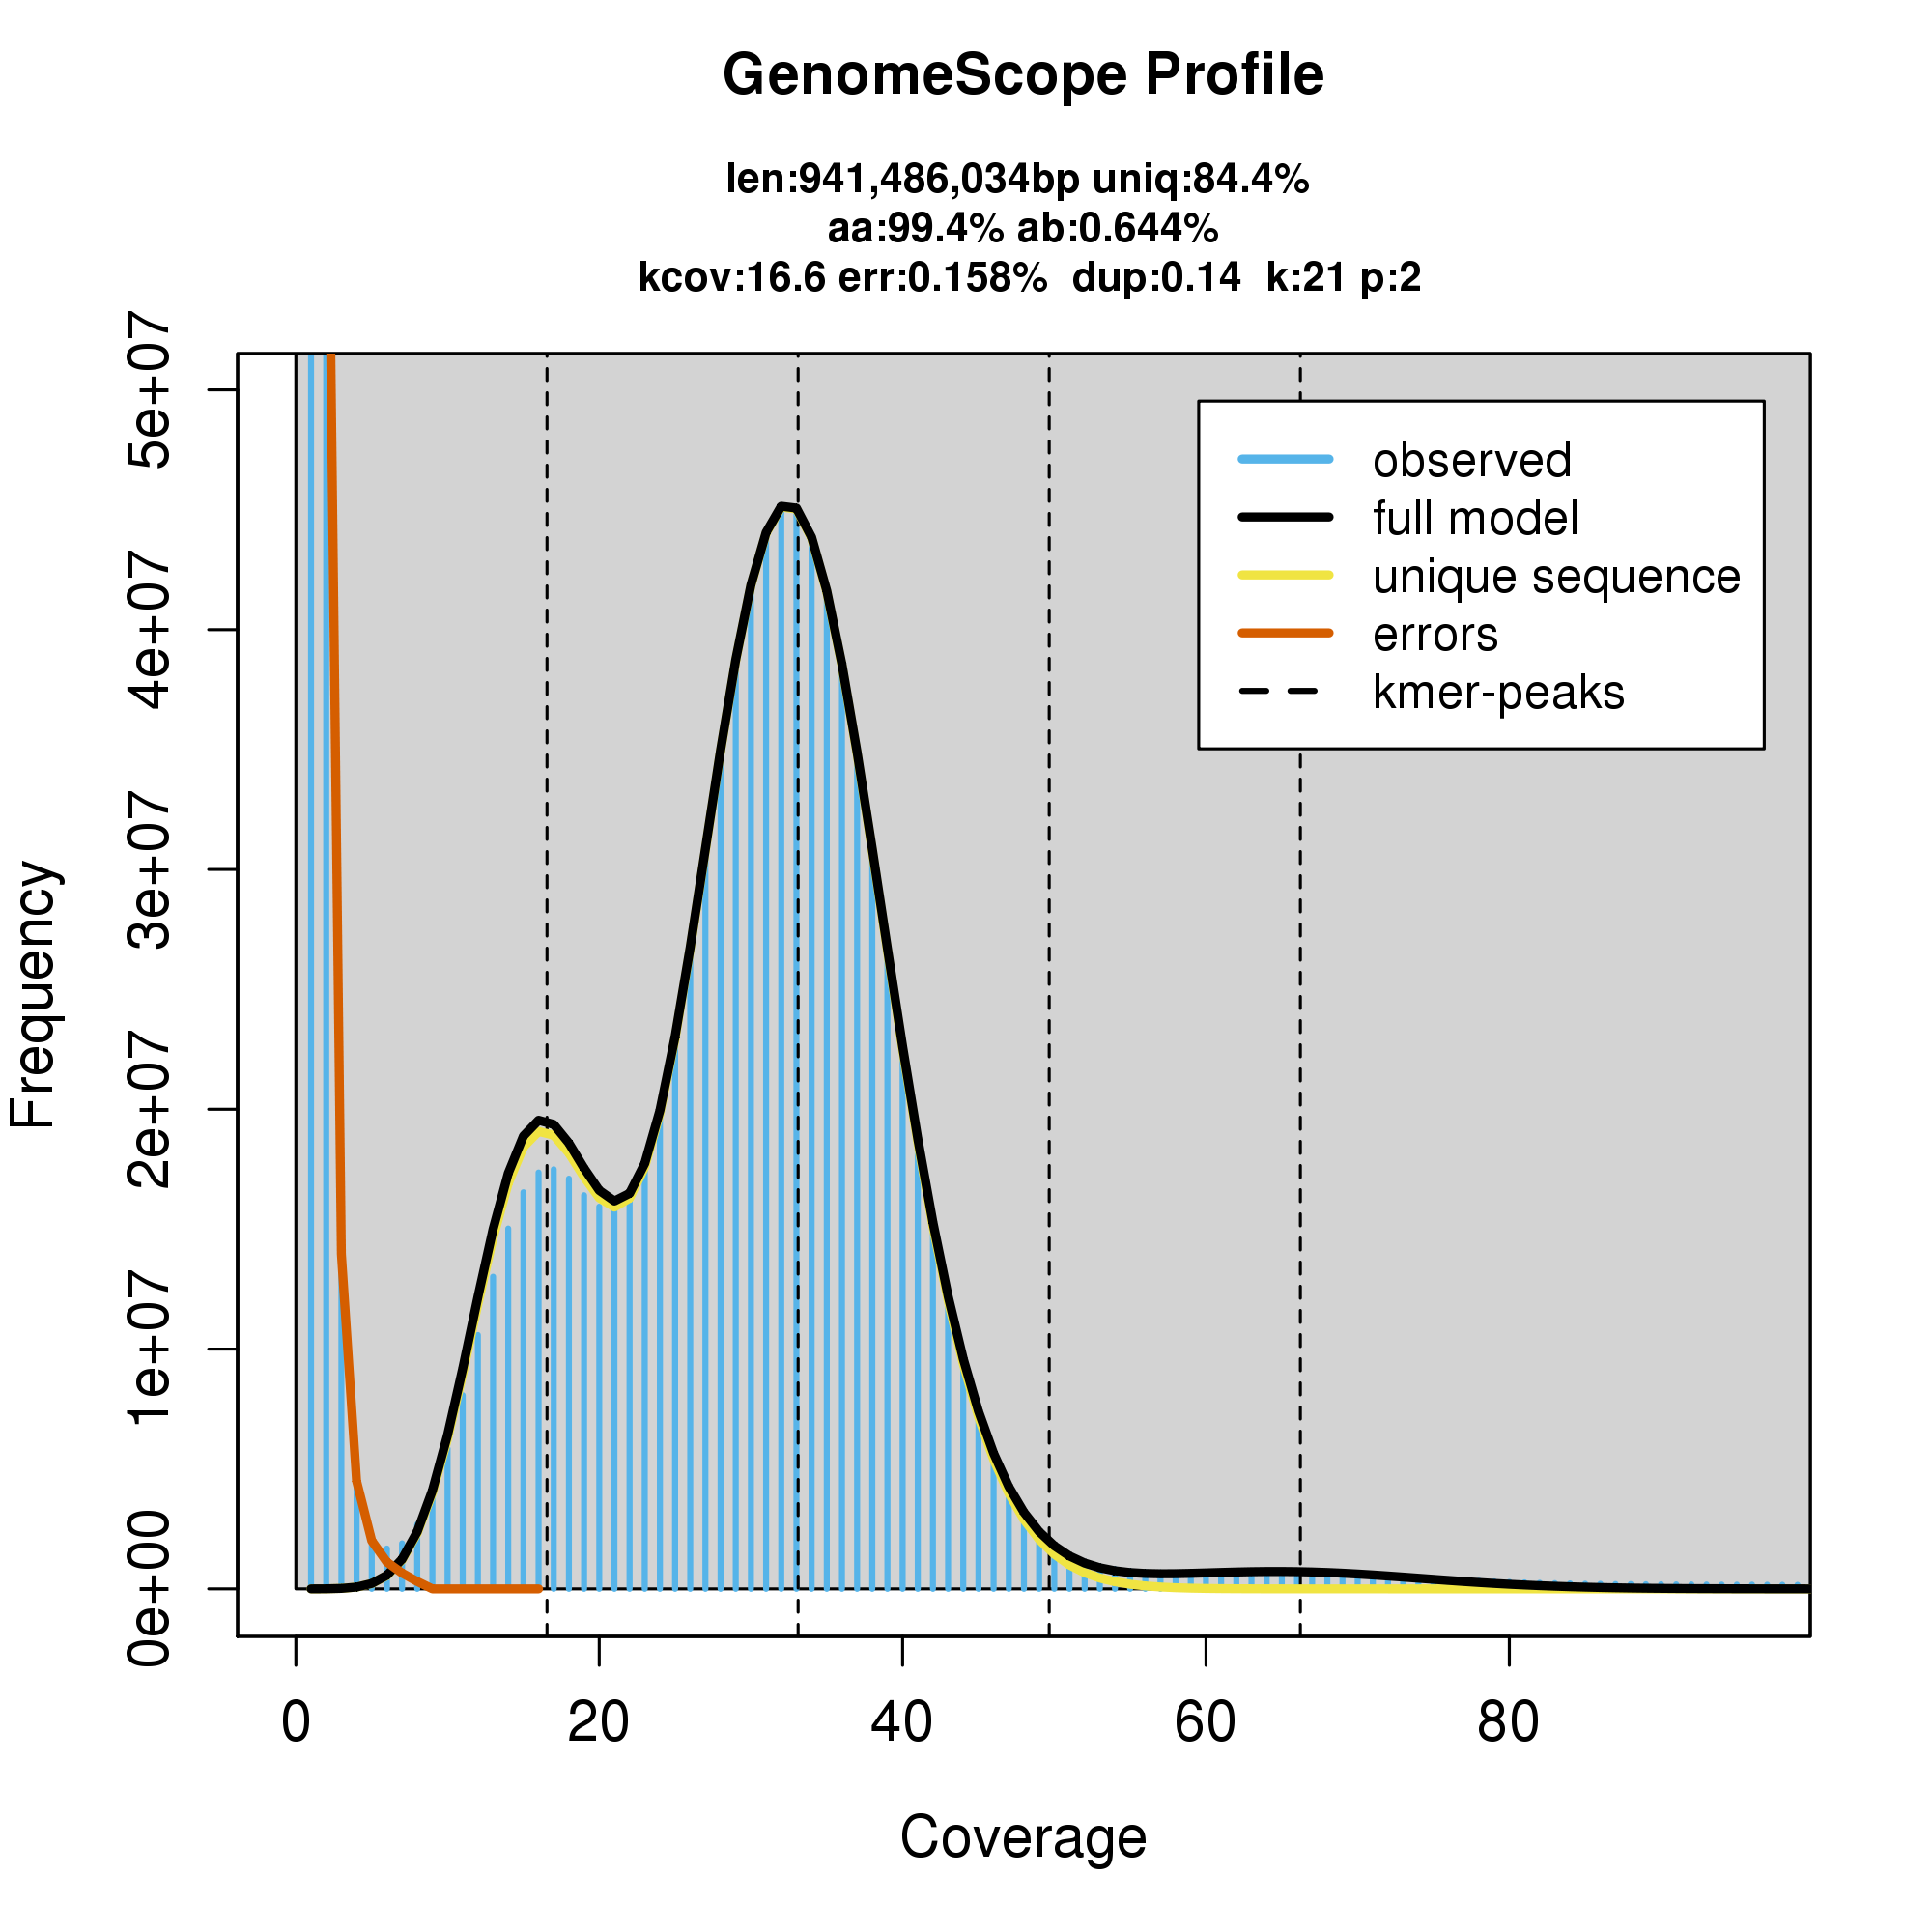 GenomeScope Profile
len:941,486,034bp uniq:84.4%
aa:99.4% ab:0.644%
kcov:16.6 err:0.158%  dup:0.14  k:21 p:2
5e+07
4e+07
3e+07
2e+07
1e+07
0e+00
Frequency
observed
full model
unique sequence
errors
kmer-peaks
0 20 40 60 80
Coverage